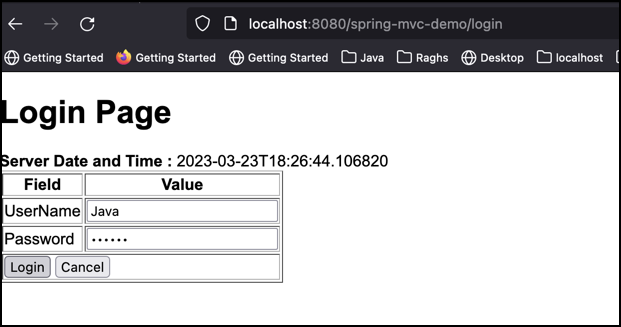 localhost:8080/spring-mvc-demo/login
Getting Started Getting Started Getting Started Java Raghs Desktop localhost
Login Page
Server Date and Time : 2023-03-23T18:26:44.106820
Field Value
UserName Java
Password ••••••
Login Cancel